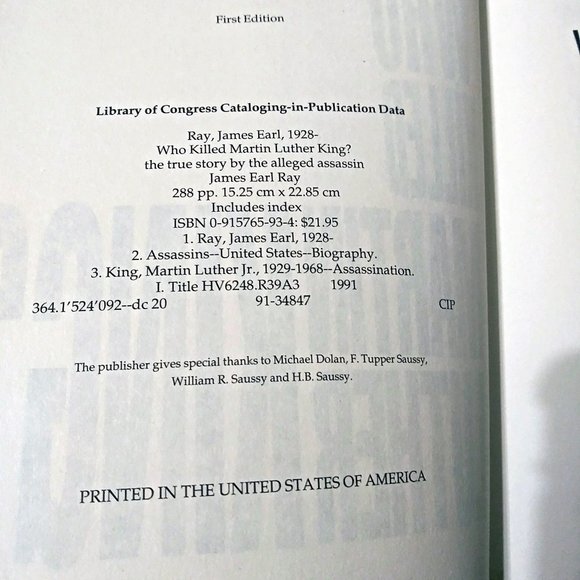 First Edition
Library of Congress Cataloging-in-Publication Data
Ray, James Earl, 1928-
Who Killed Martin Luther King?
the true story by the alleged assassin
James Earl Ray
288 pp. 15.25 cm x 22.85 cm
Includes index
ISBN 0-915765-93-4: $21.95
1. Ray, James Earl, 1928-
2. Assassins--United States--Biography.
3. King, Martin Luther Jr., 1929-1968--Assassination.
I. Title HV6248.R39A3 1991
364.1'524'092--dc 20 91-34847 CIP
The publisher gives special thanks to Michael Dolan, F. Tupper Saussy,
William R. Saussy and H.B. Saussy.
PRINTED IN THE UNITED STATES OF AMERICA